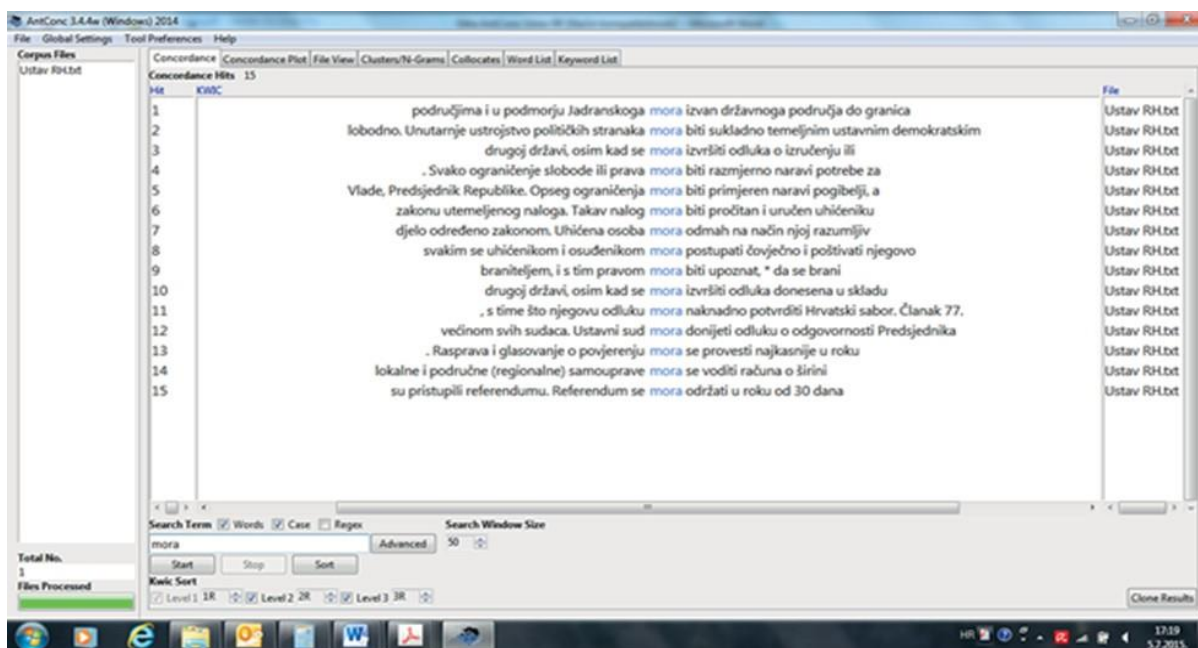 AntConc 3.4.4w (Windows) 2014
File Global Settings Tool Preferences Help
Corpus Files
Ustav RH.txt
Concordance Concordance Plot File View Clusters/N-Grams Collocates Word List Keyword List
Concordance Hits 15
Hit KWIC File
1 područjima i u podmorju Jadranskoga mora izvan državnoga područja do granica Ustav RH.txt
2 lobodno. Unutarnje ustrojstvo političkih stranaka mora biti sukladno temeljnim ustavnim demokratskim Ustav RH.txt
3 drugoj državi, osim kad se mora izvršiti odluka o izručenju ili Ustav RH.txt
4 . Svako ograničenje slobode ili prava mora biti razmjerno naravi potrebe za Ustav RH.txt
5 Vlade, Predsjednik Republike. Opseg ograničenja mora biti primjeren naravi pogibelji, a Ustav RH.txt
6 zakonu utemeljenog naloga. Takav nalog mora biti pročitan i uručen uhićeniku Ustav RH.txt
7 djelo određeno zakonom. Uhićena osoba mora odmah na način njoj razumljiv Ustav RH.txt
8 svakim se uhićenikom i osuđenikom mora postupati čovječno i poštivati njegovo Ustav RH.txt
9 braniteljem, i s tim pravom mora biti upoznat, * da se brani Ustav RH.txt
10 drugoj državi, osim kad se mora izvršiti odluka donesena u skladu Ustav RH.txt
11 , s time što njegovu odluku mora naknadno potvrditi Hrvatski sabor. Članak 77. Ustav RH.txt
12 većinom svih sudaca. Ustavni sud mora donijeti odluku o odgovornosti Predsjednika Ustav RH.txt
13 . Rasprava i glasovanje o povjerenju mora se provesti najkasnije u roku Ustav RH.txt
14 lokalne i područne (regionalne) samouprave mora se voditi računa o širini Ustav RH.txt
15 su pristupili referendumu. Referendum se mora održati u roku od 30 dana Ustav RH.txt
Search Term Words Case Regex Search Window Size
mora Advanced 50
Start Stop Sort
Total No.
1
Files Processed
Kwic Sort
Level 1 1R Level 2 2R Level 3 3R Clone Results
HR 17:19
5.7.2015.